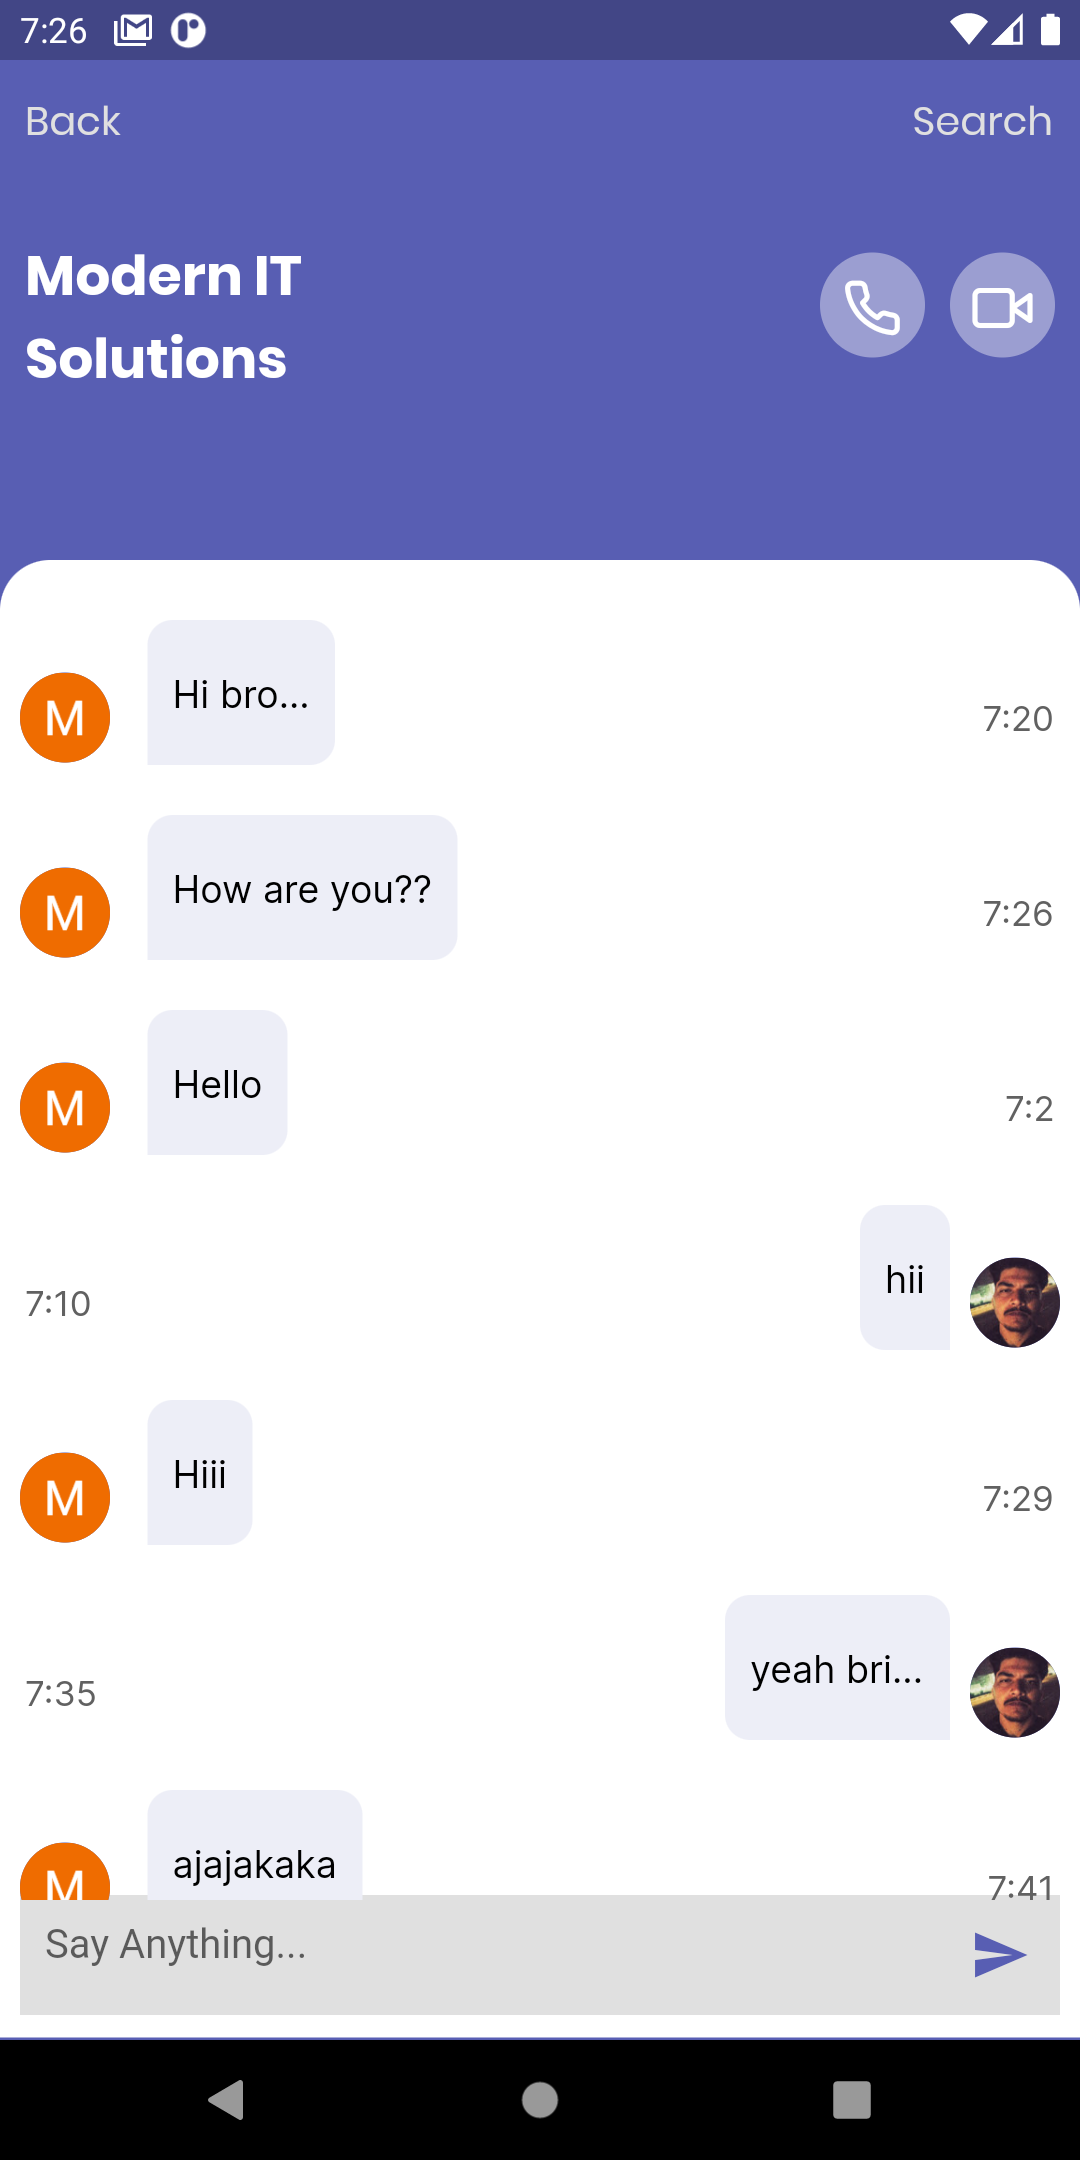 7:26
Back
Search
Modern IT
Solutions
M
Hi bro...
7:20
M
How are you??
7:26
M
Hello
7:2
7:10
hii
M
Hiii
7:29
7:35
yeah bri...
M
ajajakaka
7:41
Say Anything...